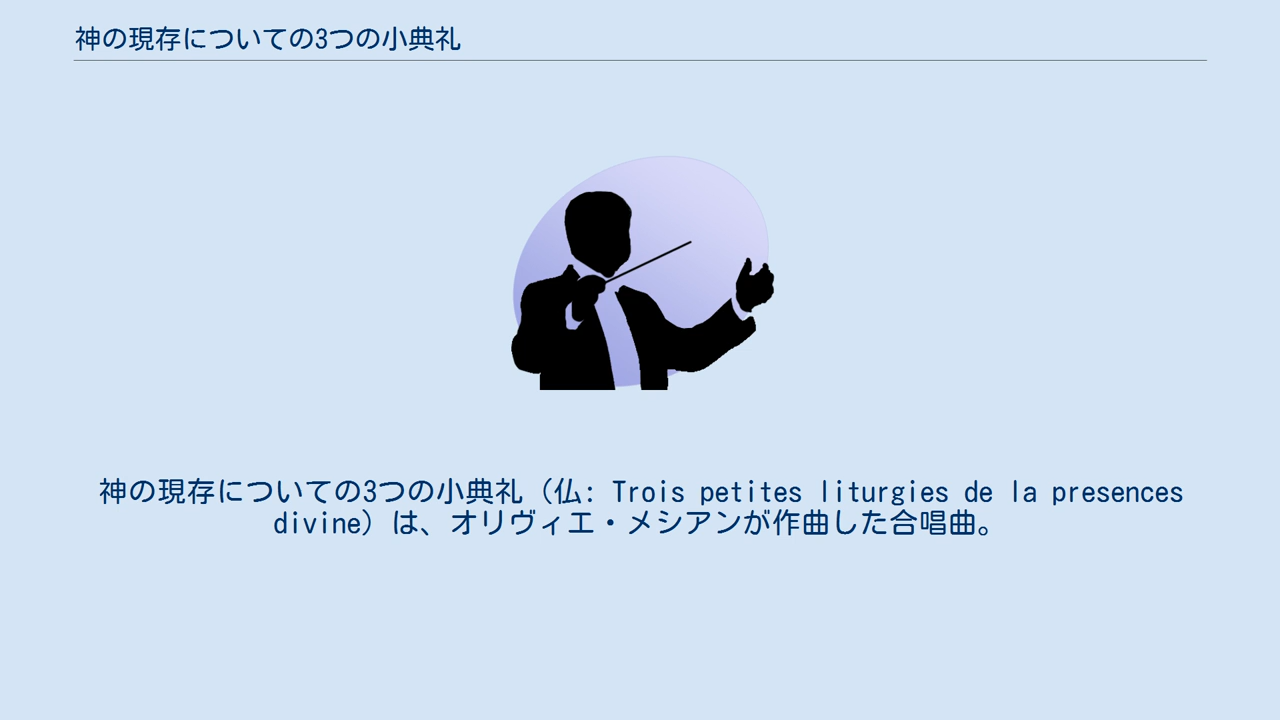 神の現存についての3つの小典礼
神の現存についての3つの小典礼（仏: Trois petites liturgies de la presences
divine）は、オリヴィエ・メシアンが作曲した合唱曲。